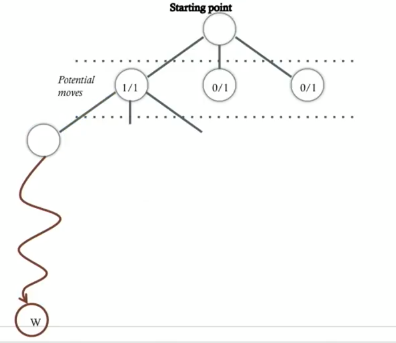 Starting point
Potential
moves
1/1
0/1
0/1
W